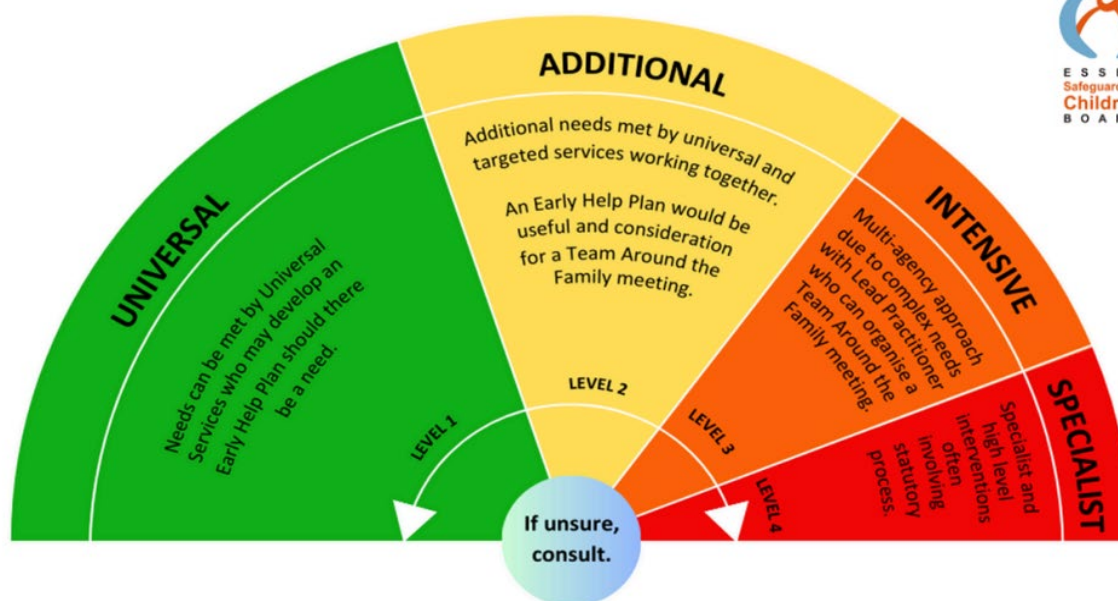 UNIVERSAL
Needs can be met by Universal
Services who may develop an
Early Help Plan should there
be a need.
LEVEL 1
ADDITIONAL
Additional needs met by universal and
targeted services working together.
An Early Help Plan would be
useful and consideration
for a Team Around the
Family meeting.
LEVEL 2
INTENSIVE
Multi-agency approach
due to complex needs
with Lead Practitioner
who can organise a
Team Around the
Family meeting.
LEVEL 3
SPECIALIST
Specialist and
high level
interventions
often
involving
statutory
process.
LEVEL 4
If unsure,
consult.